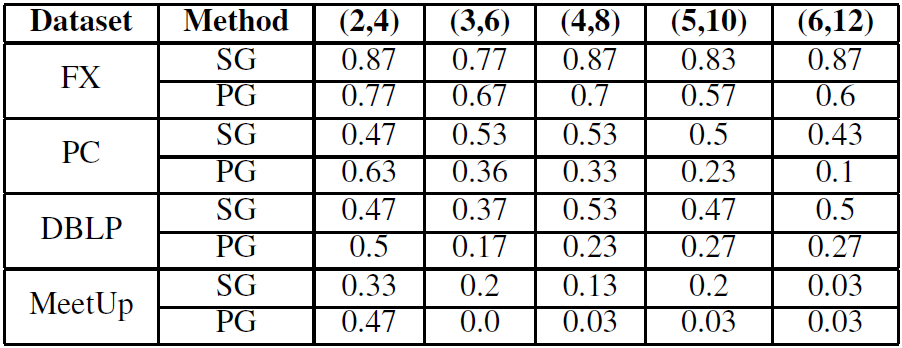 Dataset Method (2,4) (3,6) (4,8) (5,10) (6,12)
FX SG 0.87 0.77 0.87 0.83 0.87
PG 0.77 0.67 0.7 0.57 0.6
PC SG 0.47 0.53 0.53 0.5 0.43
PG 0.63 0.36 0.33 0.23 0.1
DBLP SG 0.47 0.37 0.53 0.47 0.5
PG 0.5 0.17 0.23 0.27 0.27
MeetUp SG 0.33 0.2 0.13 0.2 0.03
PG 0.47 0.0 0.03 0.03 0.03